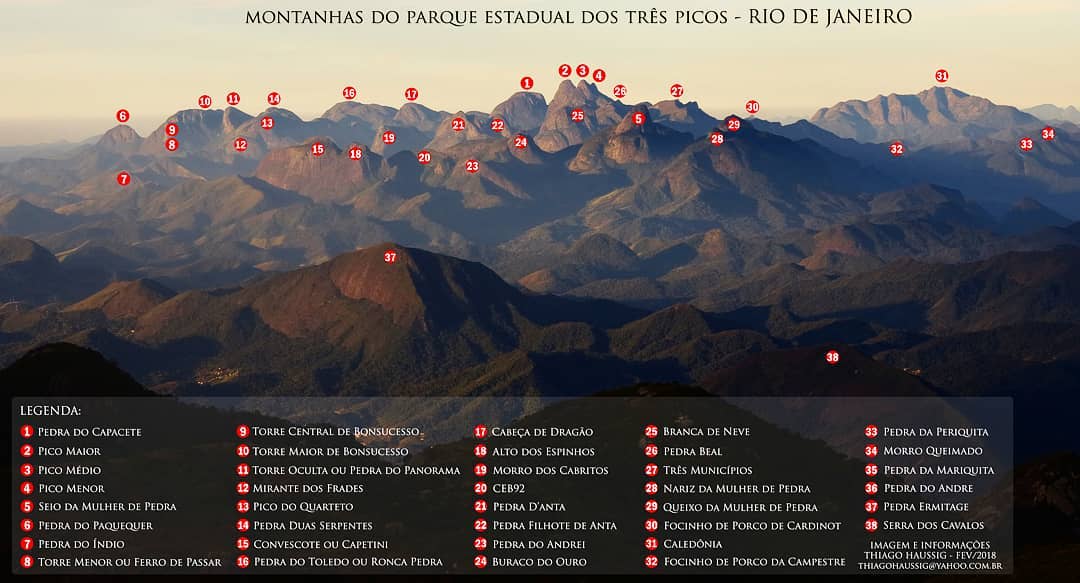 MONTANHAS DO PARQUE ESTADUAL DOS TRÊS PICOS - RIO DE JANEIRO
31
2 3 4
1
26 27
16 17
10 11 14
30
6
25
5
13
21 22
29
9
34
19
28
24
12
8
33
15
32
18
20
23
7
37
38
LEGENDA:
1 PEDRA DO CAPACETE
2 PICO MAIOR
3 PICO MÉDIO
4 PICO MENOR
5 SEIO DA MULHER DE PEDRA
6 PEDRA DO PAQUEQUER
7 PEDRA DO ÍNDIO
8 TORRE MENOR OU FERRO DE PASSAR
9 TORRE CENTRAL DE BONSUCESSO
10 TORRE MAIOR DE BONSUCESSO
11 TORRE OCULTA OU PEDRA DO PANORAMA
12 MIRANTE DOS FRADES
13 PICO DO QUARTETO
14 PEDRA DUAS SERPENTES
15 CONVESCOTE OU CAPETINI
16 PEDRA DO TOLEDO OU RONCA PEDRA
17 CABEÇA DE DRAGÃO
18 ALTO DOS ESPINHOS
19 MORRO DOS CABRITOS
20 CEB92
21 PEDRA D'ANTA
22 PEDRA FILHOTE DE ANTA
23 PEDRA DO ANDREI
24 BURACO DO OURO
25 BRANCA DE NEVE
26 PEDRA BEAL
27 TRÊS MUNICÍPIOS
28 NARIZ DA MULHER DE PEDRA
29 QUEIXO DA MULHER DE PEDRA
30 FOCINHO DE PORCO DE CARDINOT
31 CALEDÔNIA
32 FOCINHO DE PORCO DA CAMPESTRE
33 PEDRA DA PERIQUITA
34 MORRO QUEIMADO
35 PEDRA DA MARIQUITA
36 PEDRA DO ANDRE
37 PEDRA ERMITAGE
38 SERRA DOS CAVALOS
IMAGEM E INFORMAÇÕES
THIAGO HAUSSIG - FEV/2018
THIAGOHAUSSIG@YAHOO.COM.BR